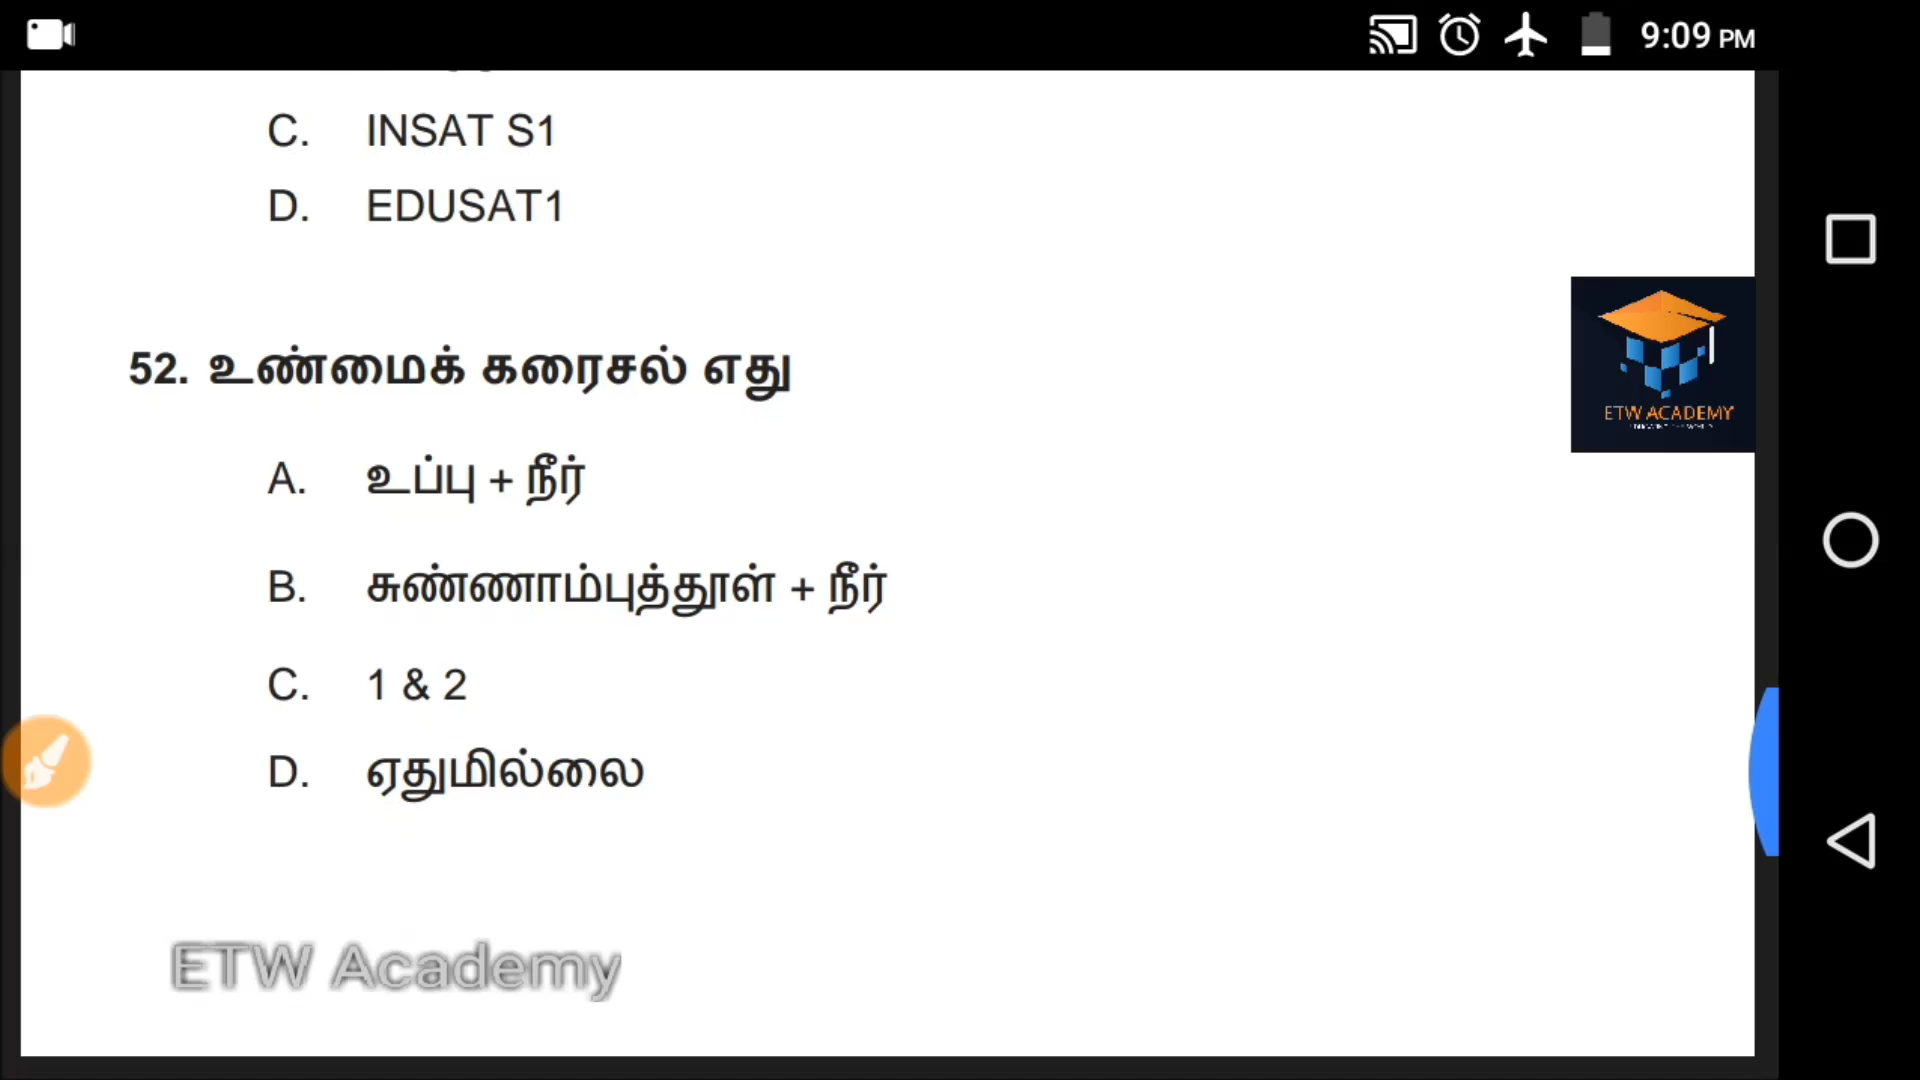 9:09 PM
C. INSAT S1
D. EDUSAT1
52. உண்மைக் கரைசல் எது
A. உப்பு + நீர்
B. சுண்ணாம்புத்தூள் + நீர்
C. 1 & 2
D. ஏதுமில்லை
ETW ACADEMY
ETW Academy